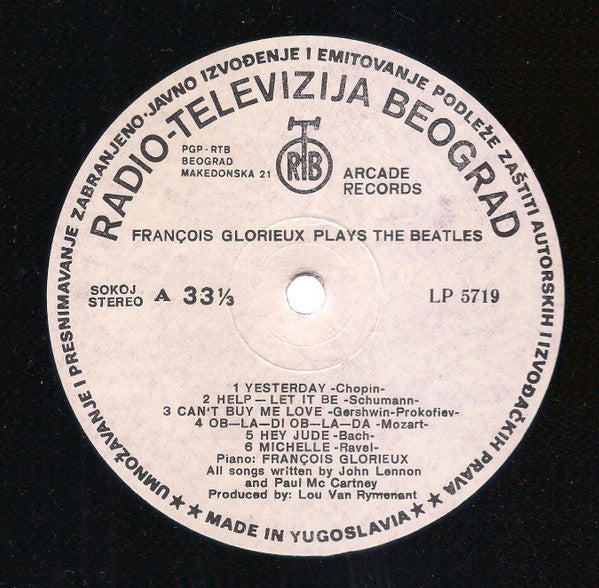 UMNOŽAVANJE I PRESNIMAVANJE ZABRANJENO·JAVNO IZVOĐENJE I EMITOVANJE PODLEŽE ZAŠTITI AUTORSKIH I IZVOĐAČKIH PRAVA
RADIO-TELEVIZIJA BEOGRAD
PGP·RTB
BEOGRAD
MAKEDONSKA 21
RTB
ARCADE
RECORDS
FRANÇOIS GLORIEUX PLAYS THE BEATLES
SOKOJ
STEREO
A 33⅓
LP 5719
1 YESTERDAY -Chopin-
2 HELP — LET IT BE -Schumann-
3 CAN'T BUY ME LOVE -Gershwin-Prokofiev-
4 OB—LA—DI OB—LA—DA -Mozart-
5 HEY JUDE -Bach-
6 MICHELLE -Ravel-
Piano: FRANÇOIS GLORIEUX
All songs written by John Lennon
and Paul Mc Cartney
Produced by: Lou Van Rymenant
★★ MADE IN YUGOSLAVIA ★★